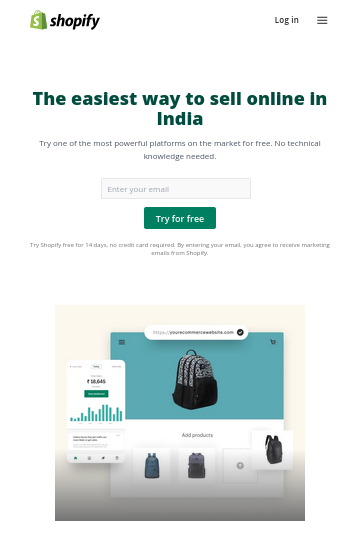 shopify
Log in
The easiest way to sell online in
India
Try one of the most powerful platforms on the market for free. No technical
knowledge needed.
Enter your email
Try for free
Try Shopify free for 14 days, no credit card required. By entering your email, you agree to receive marketing
emails from Shopify.
https://yourecommercewebsite.com
₹ 18,645
Add products